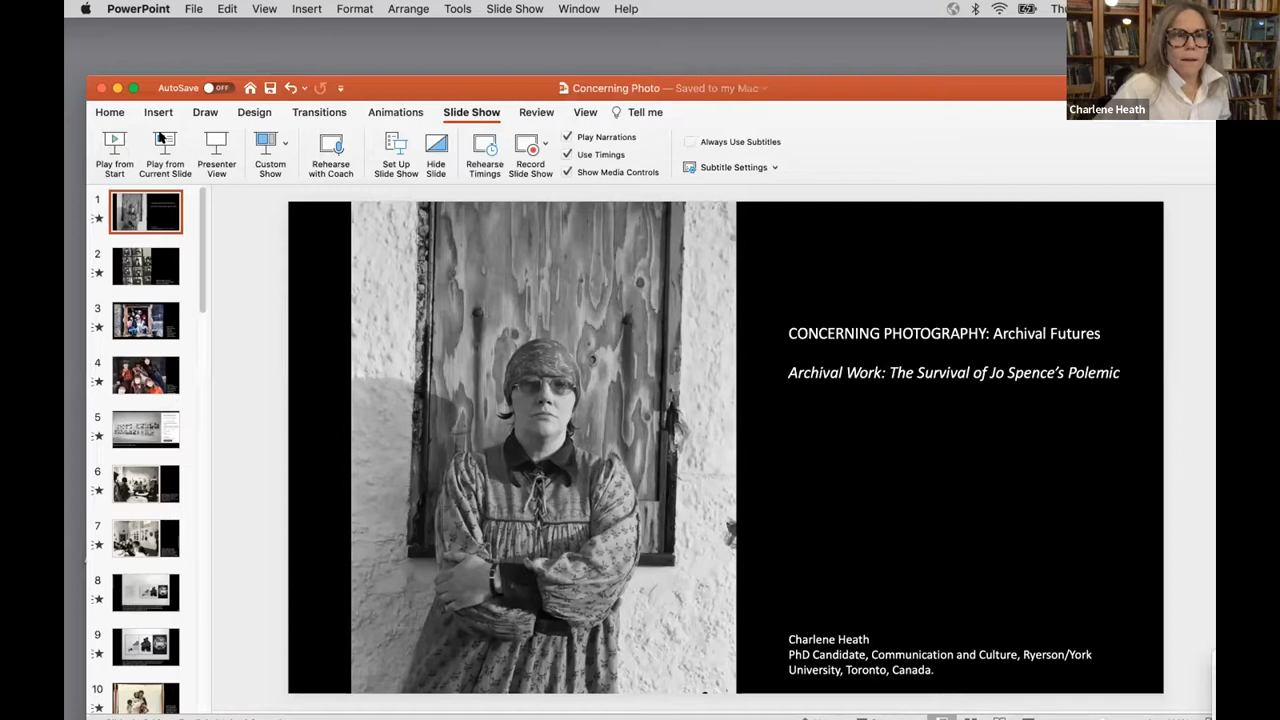 PowerPoint File Edit View Insert Format Arrange Tools Slide Show Window Help
Charlene Heath
AutoSave OFF Concerning Photo — Saved to my Mac
Home Insert Draw Design Transitions Animations Slide Show Review View Tell me
Play from Start
Play from Current Slide
Presenter View
Custom Show
Rehearse with Coach
Set Up Slide Show
Hide Slide
Rehearse Timings
Record Slide Show
Play Narrations
Use Timings
Show Media Controls
Always Use Subtitles
Subtitle Settings
1
2
3
4
5
6
7
8
9
10
CONCERNING PHOTOGRAPHY: Archival Futures
Archival Work: The Survival of Jo Spence's Polemic
Charlene Heath
PhD Candidate, Communication and Culture, Ryerson/York
University, Toronto, Canada.